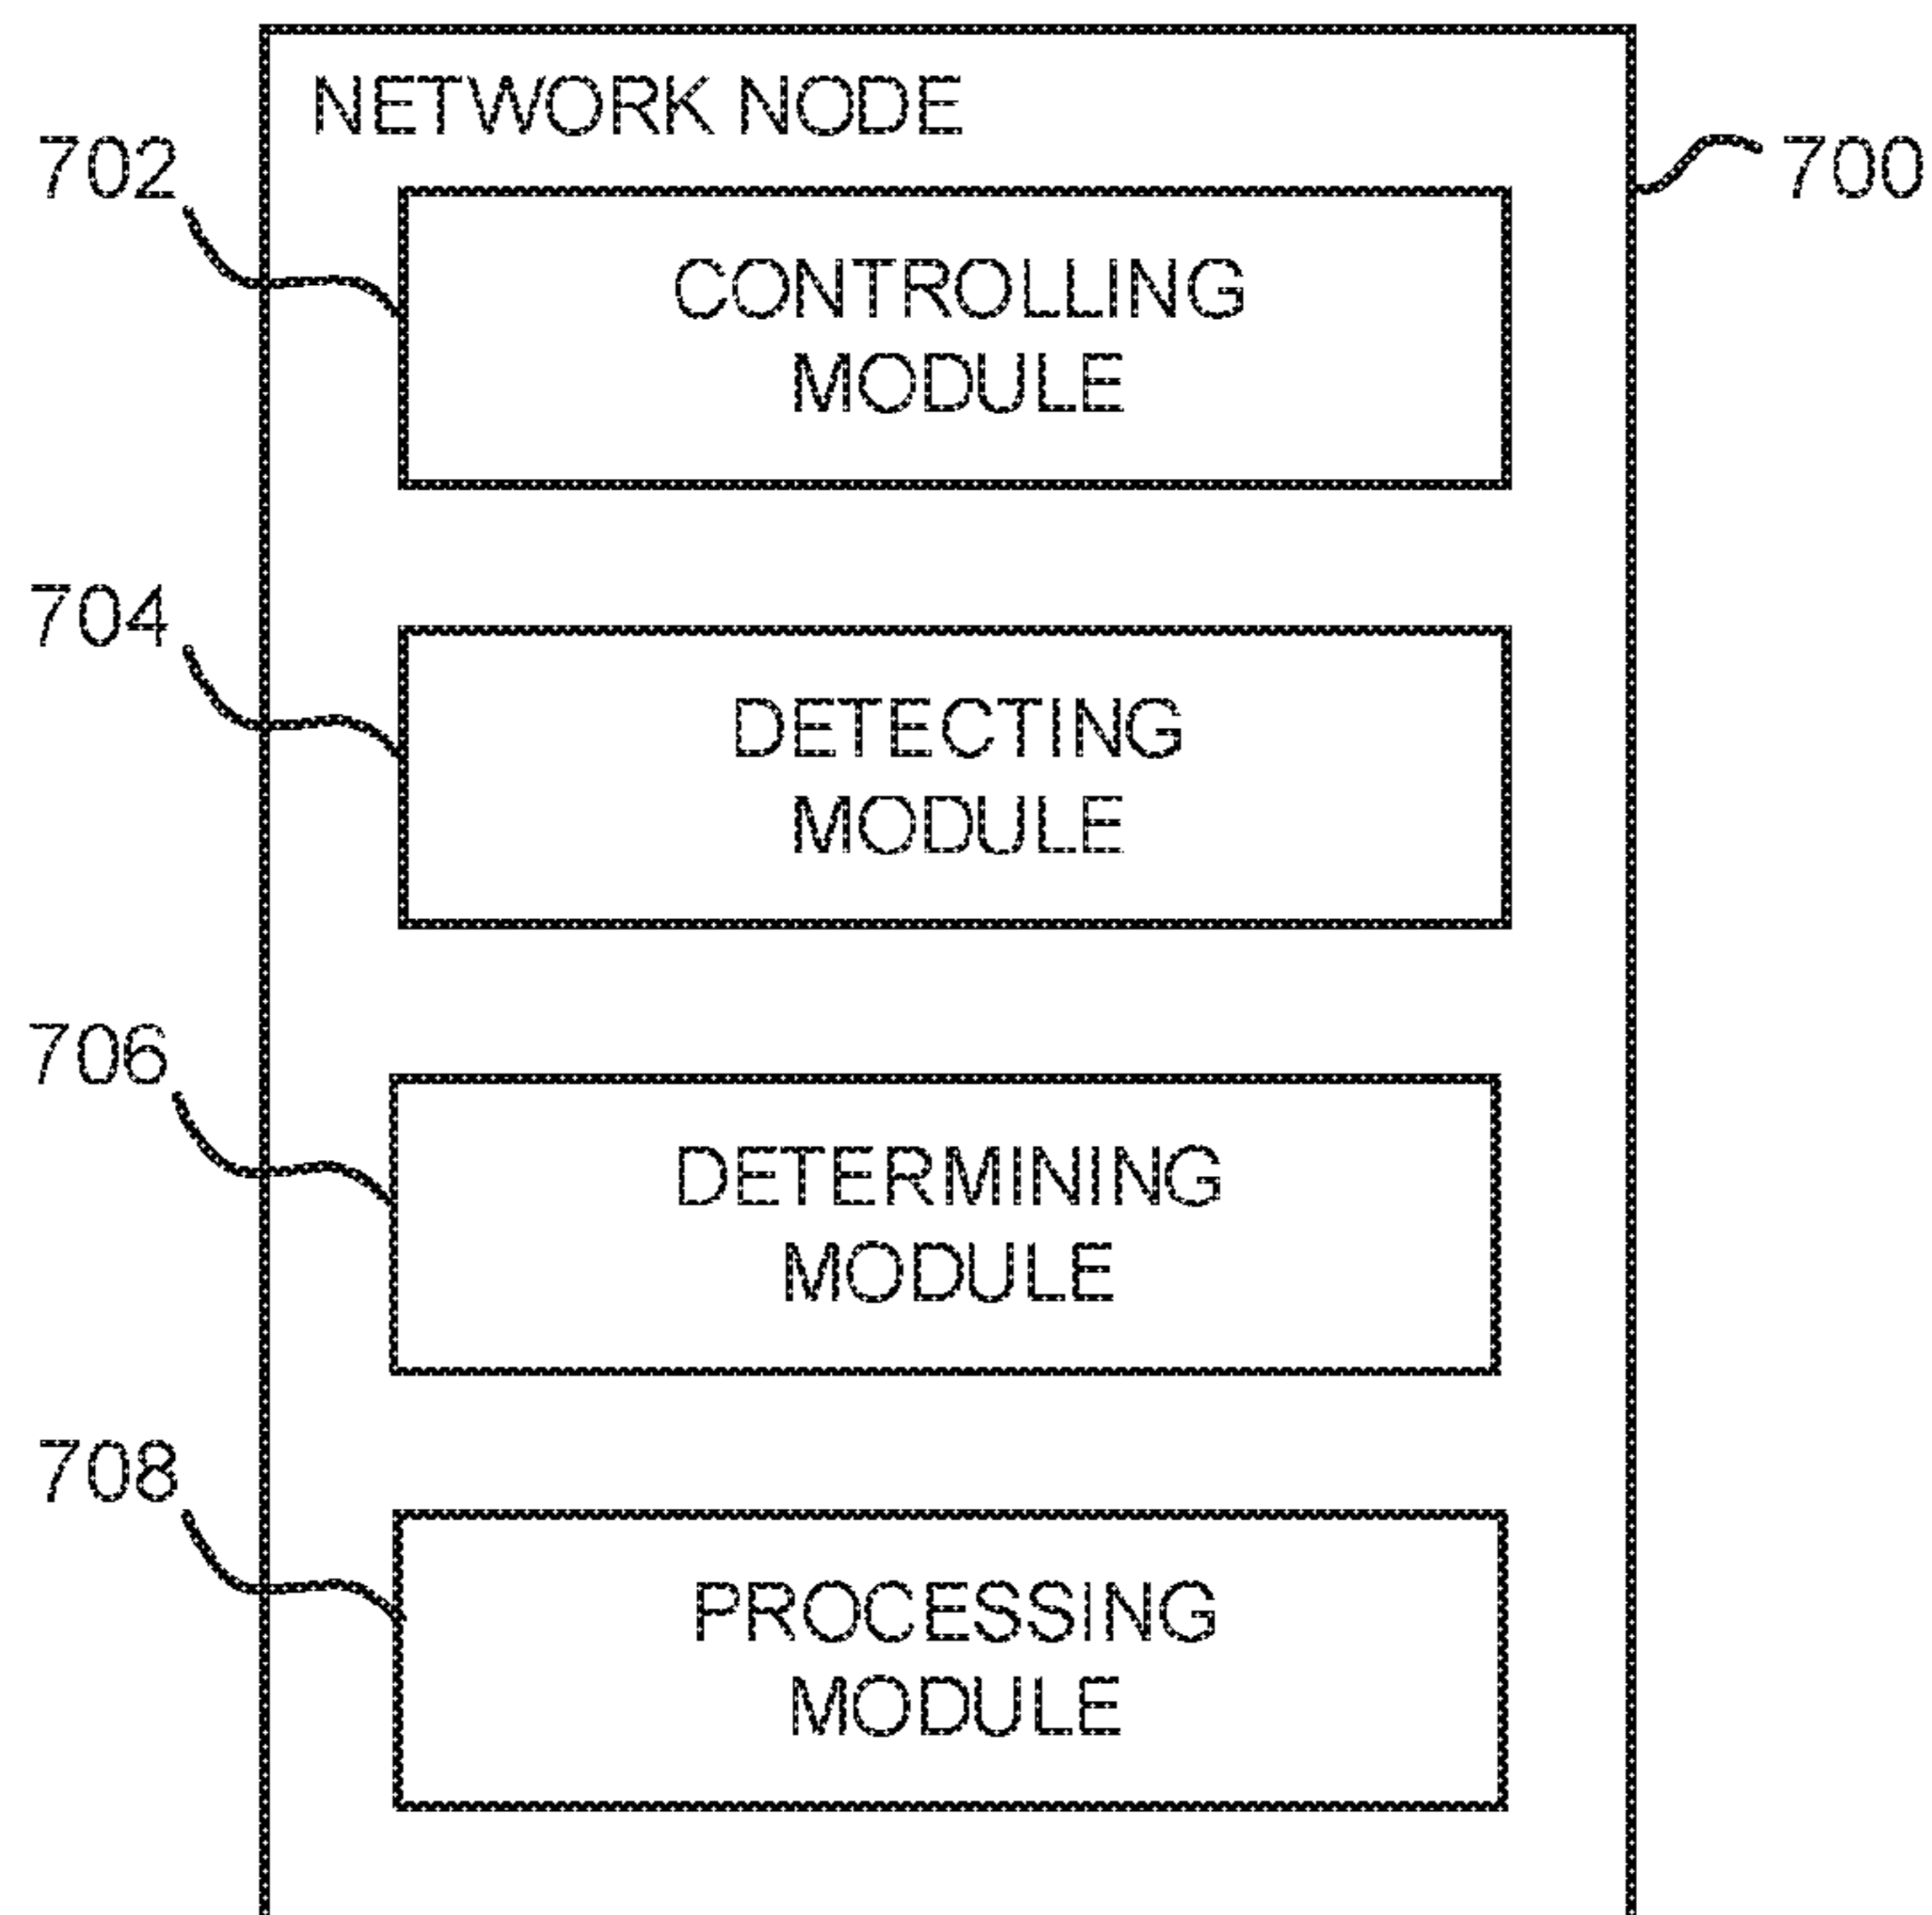 NETWORK NODE
702
700
CONTROLLING
MODULE
704
DETECTING
MODULE
706
DETERMINING
MODULE
708
PROCESSING
MODULE